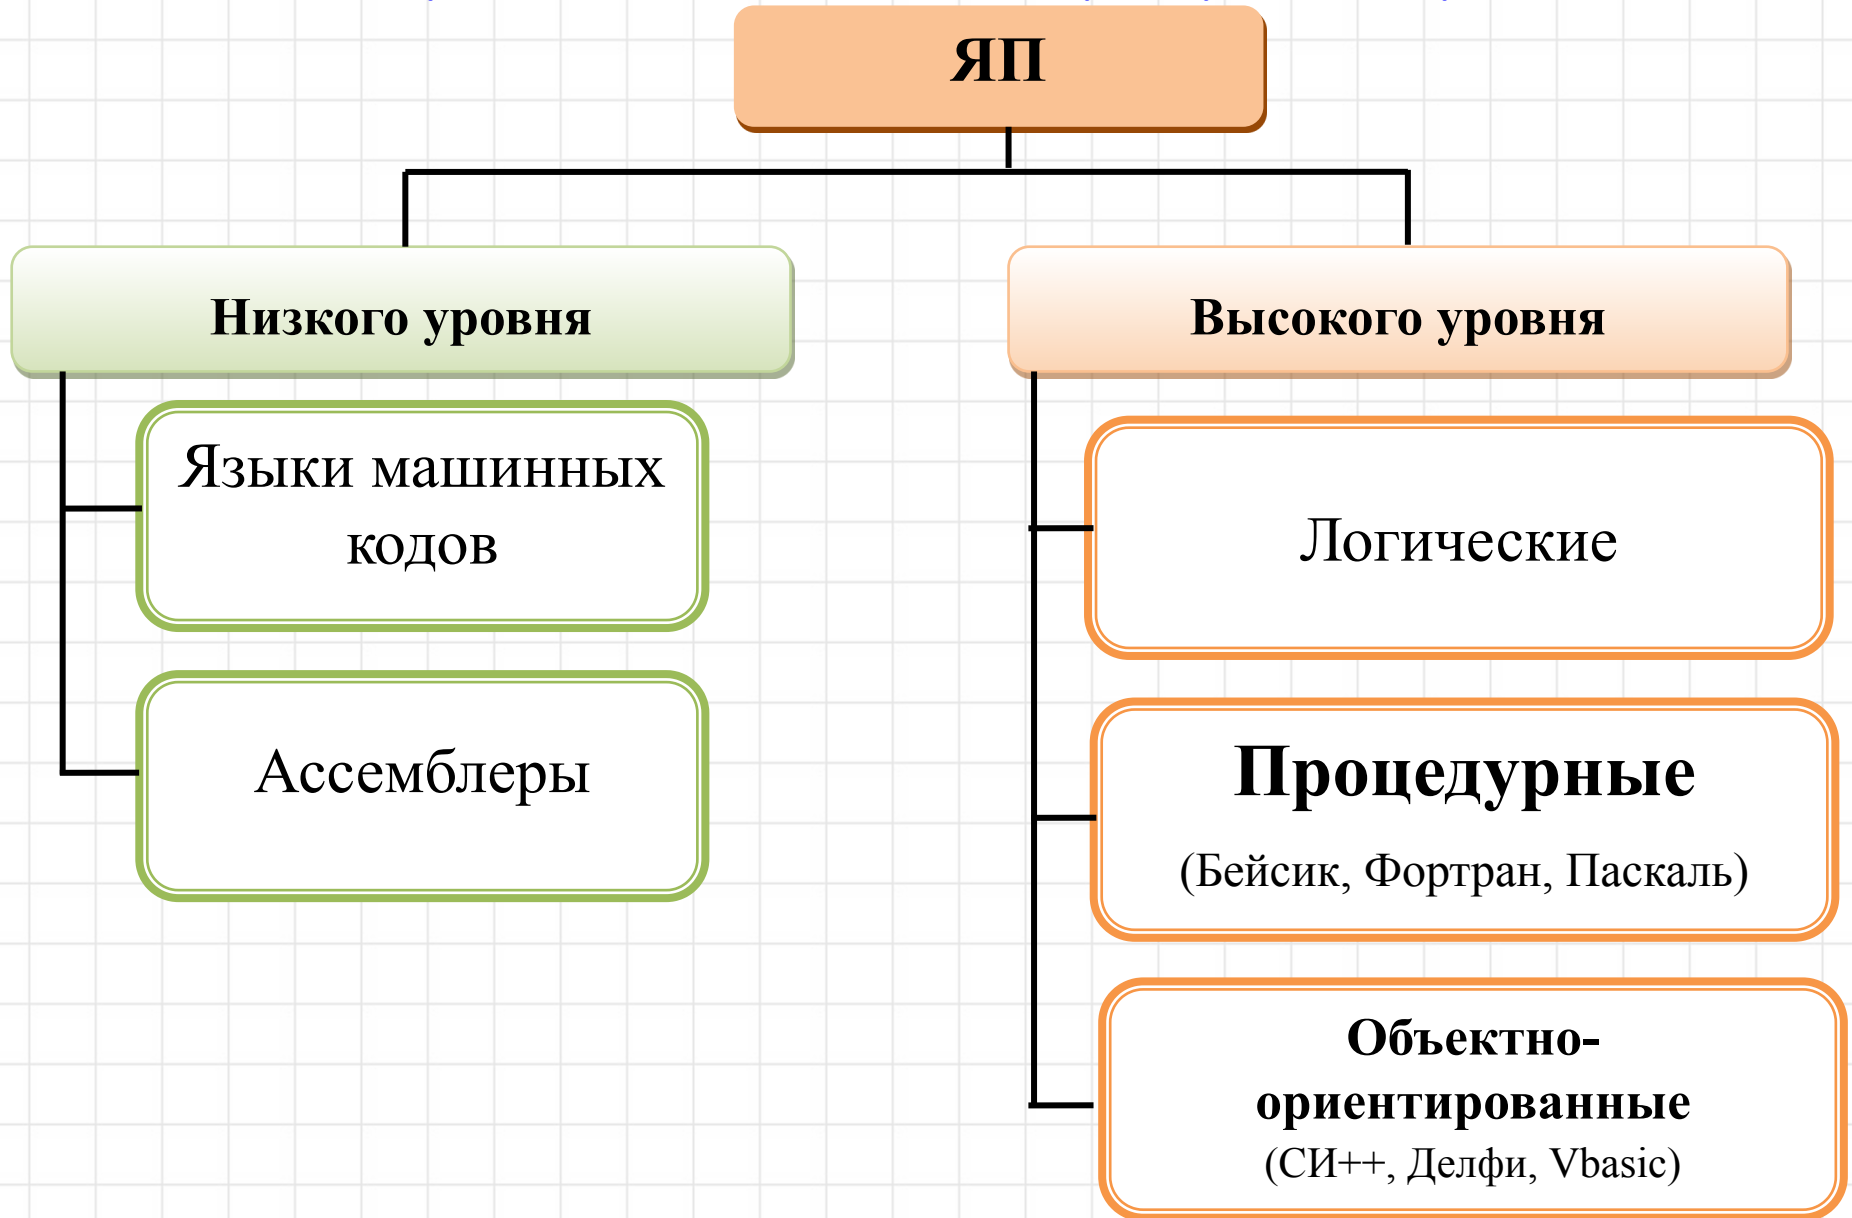 ЯП
Низкого уровня
Высокого уровня
Языки машинных
кодов
Ассемблеры
Логические
Процедурные
(Бейсик, Фортран, Паскаль)
Объектно-
ориентированные
(СИ++, Делфи, Vbasic)